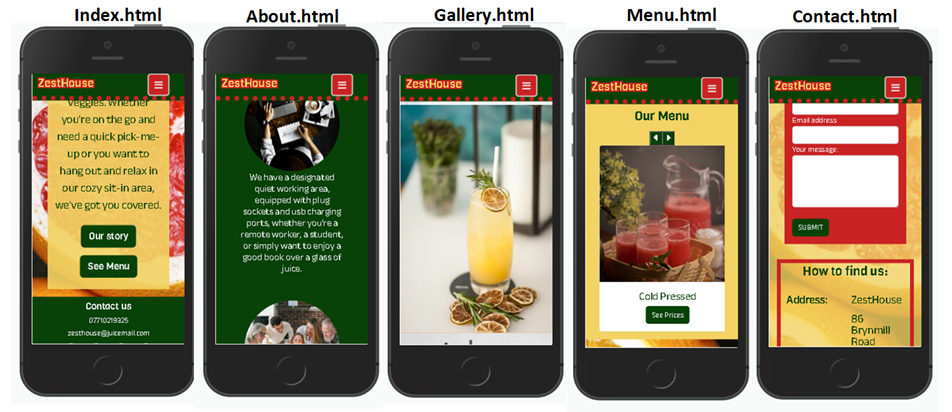 Index.html
About.html
Gallery.html
Menu.html
Contact.html
ZestHouse
veggies. Whether
you're on the go and
need a quick pick-me-
up or you want to
hang out and relax in
our cozy sit-in area,
we've got you covered.
Our story
See Menu
Contact us
07710219325
zesthouse@juicemail.com
ZestHouse
We have a designated
quiet working area,
equipped with plug
sockets and usb charging
ports, whether you're a
remote worker, a student,
or simply want to enjoy a
good book over a glass of
juice.
ZestHouse
ZestHouse
Our Menu
Cold Pressed
See Prices
ZestHouse
Email address
Your message:
SUBMIT
How to find us:
Address: ZestHouse
86
Brynmill
Road